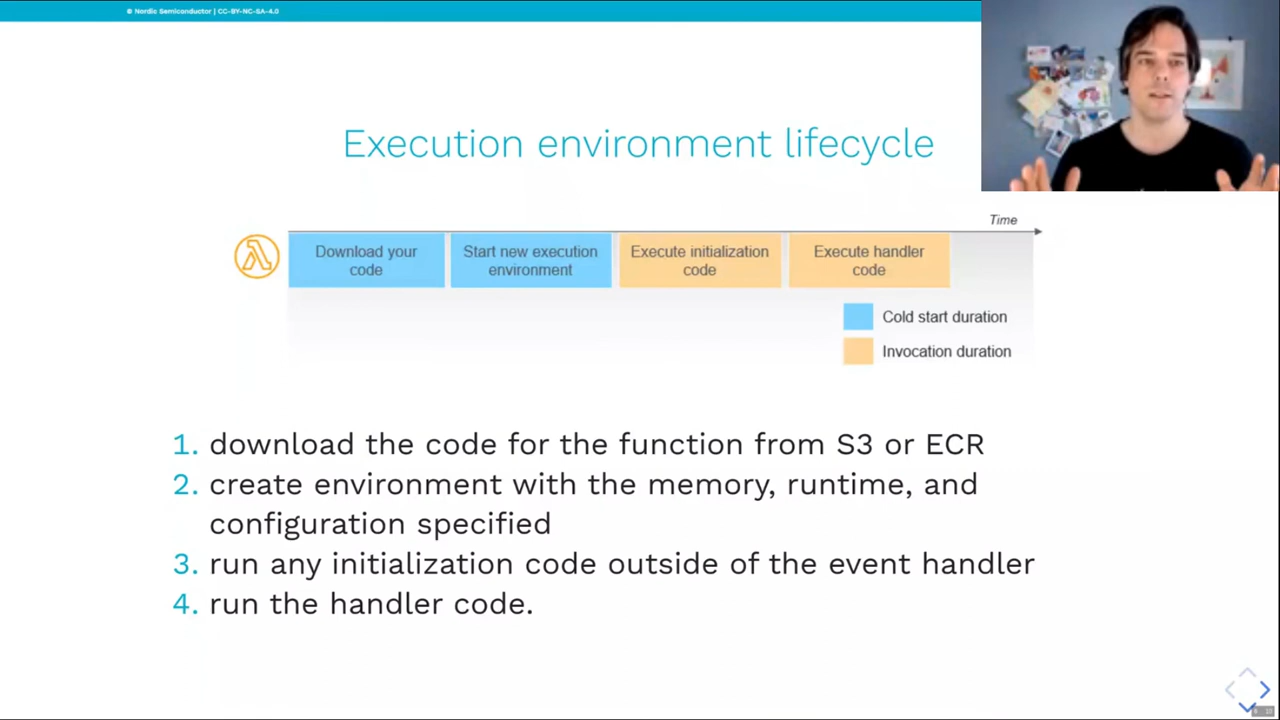 © Nordic Semiconductor | CC-BY-NC-SA-4.0
Execution environment lifecycle
Time
Download your
code
Start new execution
environment
Execute initialization
code
Execute handler
code
Cold start duration
Invocation duration
1. download the code for the function from S3 or ECR
2. create environment with the memory, runtime, and
configuration specified
3. run any initialization code outside of the event handler
4. run the handler code.